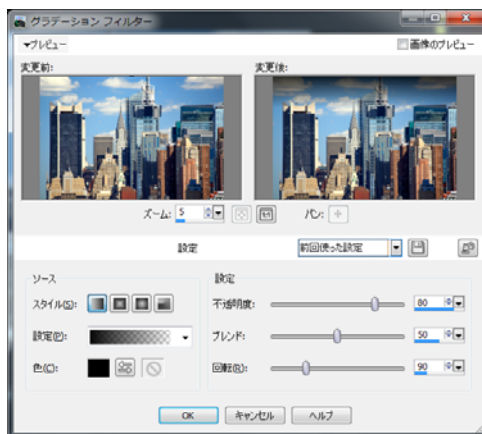 グラデーション フィルター
▼プレビュー 画像のプレビュー
変更前: 変更後:
ズーム: 5 1:1 パン:
設定 前回使った設定
ソース 設定
スタイル(S): 不透明度: 80
設定(P): ブレンド: 50
色(C): 回転(R): 90
OK キャンセル ヘルプ